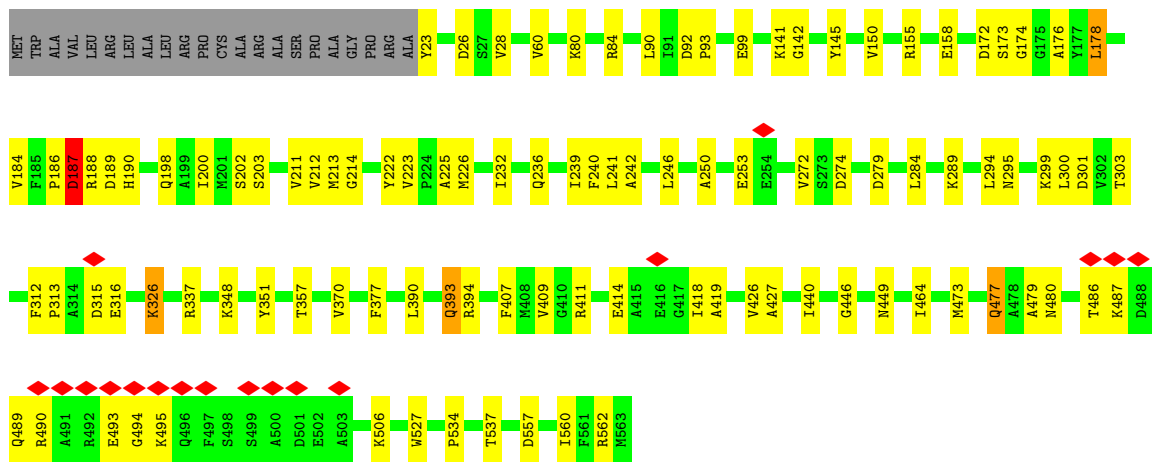 MET TRP ALA VAL LEU ARG LEU ALA LEU ARG PRO CYS ALA ARG ALA SER PRO ALA GLY PRO ARG ALA Y23 D26 S27 V28 V60 K80 R84 L90 I91 D92 P93 E99 K141 G142 Y145 V150 R155 E158 D172 S173 G174 G175 A176 Y177 L178
V184 F185 P186 D187 R188 D189 H190 Q198 A199 I200 M201 S202 S203 V211 V212 M213 G214 Y222 V223 P224 A225 M226 I232 Q236 I239 F240 L241 A242 L246 A250 E253 E254 V272 S273 D274 D279 L284 K289 L294 N295 K299 L300 D301 V302 T303
F312 P313 A314 D315 E316 K326 R337 K348 Y351 T357 V370 F377 L390 Q393 R394 F407 M408 V409 G410 R411 E414 A415 E416 G417 I418 A419 V426 A427 I440 G446 N449 I464 M473 Q477 A478 A479 N480 T486 K487 D488
Q489 R490 A491 R492 E493 G494 K495 Q496 F497 S498 S499 A500 D501 E502 A503 K506 W527 P534 T537 D557 I560 F561 R562 M563